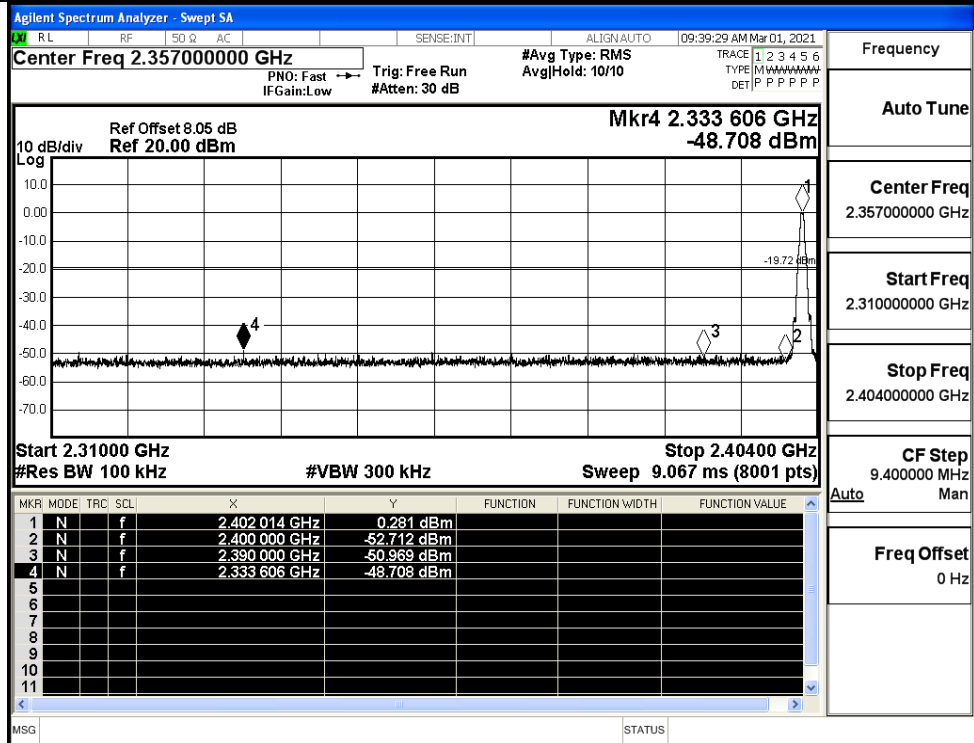 Agilent Spectrum Analyzer - Swept SA
LXI RL RF 50 Ω AC SENSE:INT ALIGN AUTO 09:39:29 AM Mar 01, 2021
Center Freq 2.357000000 GHz
PNO: Fast
IFGain:Low
Trig: Free Run
#Atten: 30 dB
#Avg Type: RMS
Avg|Hold: 10/10
TRACE 1 2 3 4 5 6
TYPE M
DET P P P P P P
Mkr4 2.333 606 GHz
-48.708 dBm
Ref Offset 8.05 dB
10 dB/div Ref 20.00 dBm
Log
10.0
0.00
-10.0
-20.0
-30.0
-40.0
-50.0
-60.0
-70.0
1
-19.72 dBm
4
3
2
Start 2.31000 GHz Stop 2.40400 GHz
#Res BW 100 kHz #VBW 300 kHz Sweep 9.067 ms (8001 pts)
MKR MODE TRC SCL X Y FUNCTION FUNCTION WIDTH FUNCTION VALUE
1 N f 2.402 014 GHz 0.281 dBm
2 N f 2.400 000 GHz -52.712 dBm
3 N f 2.390 000 GHz -50.969 dBm
4 N f 2.333 606 GHz -48.708 dBm
5
6
7
8
9
10
11
MSG STATUS
Frequency
Auto Tune
Center Freq
2.357000000 GHz
Start Freq
2.310000000 GHz
Stop Freq
2.404000000 GHz
CF Step
9.400000 MHz
Auto Man
Freq Offset
0 Hz